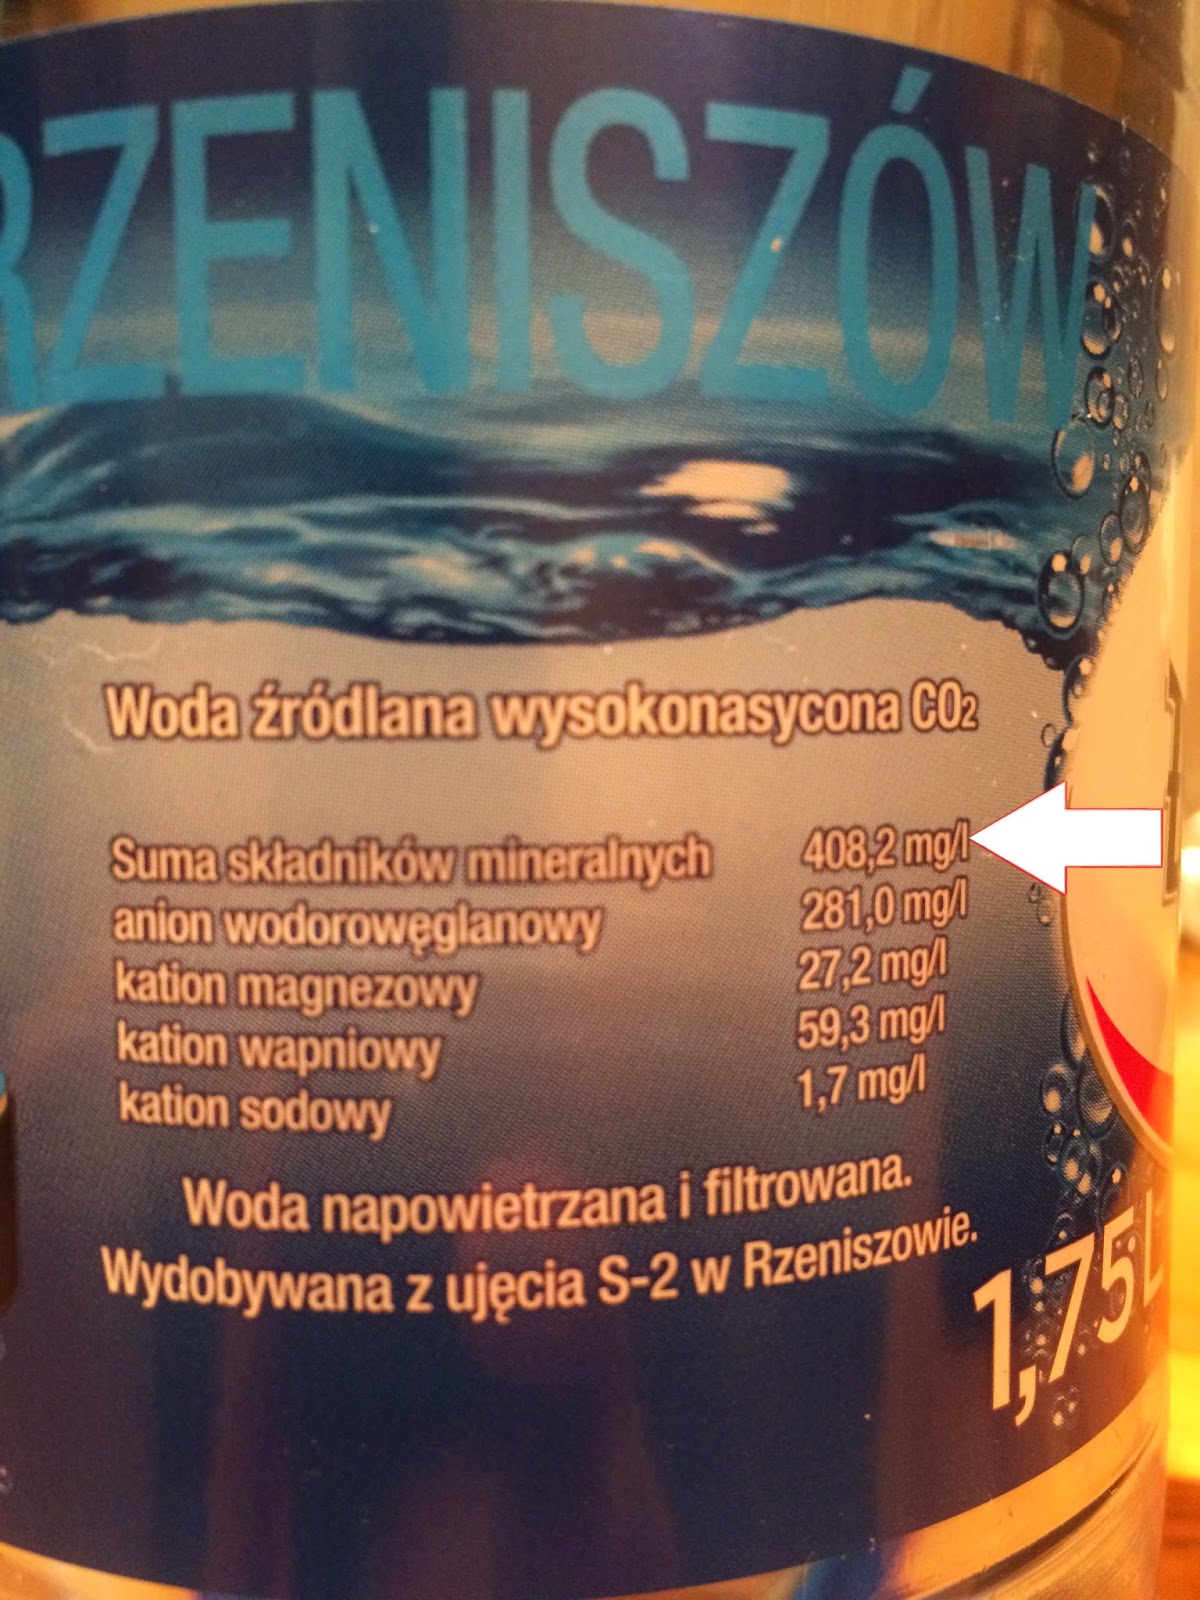 RZENISZÓW
Woda źródlana wysokonasycona CO2
Suma składników mineralnych 408,2 mg/l
anion wodorowęglanowy 281,0 mg/l
kation magnezowy 27,2 mg/l
kation wapniowy 59,3 mg/l
kation sodowy 1,7 mg/l
Woda napowietrzana i filtrowana.
Wydobywana z ujęcia S-2 w Rzeniszowie.
1,75L